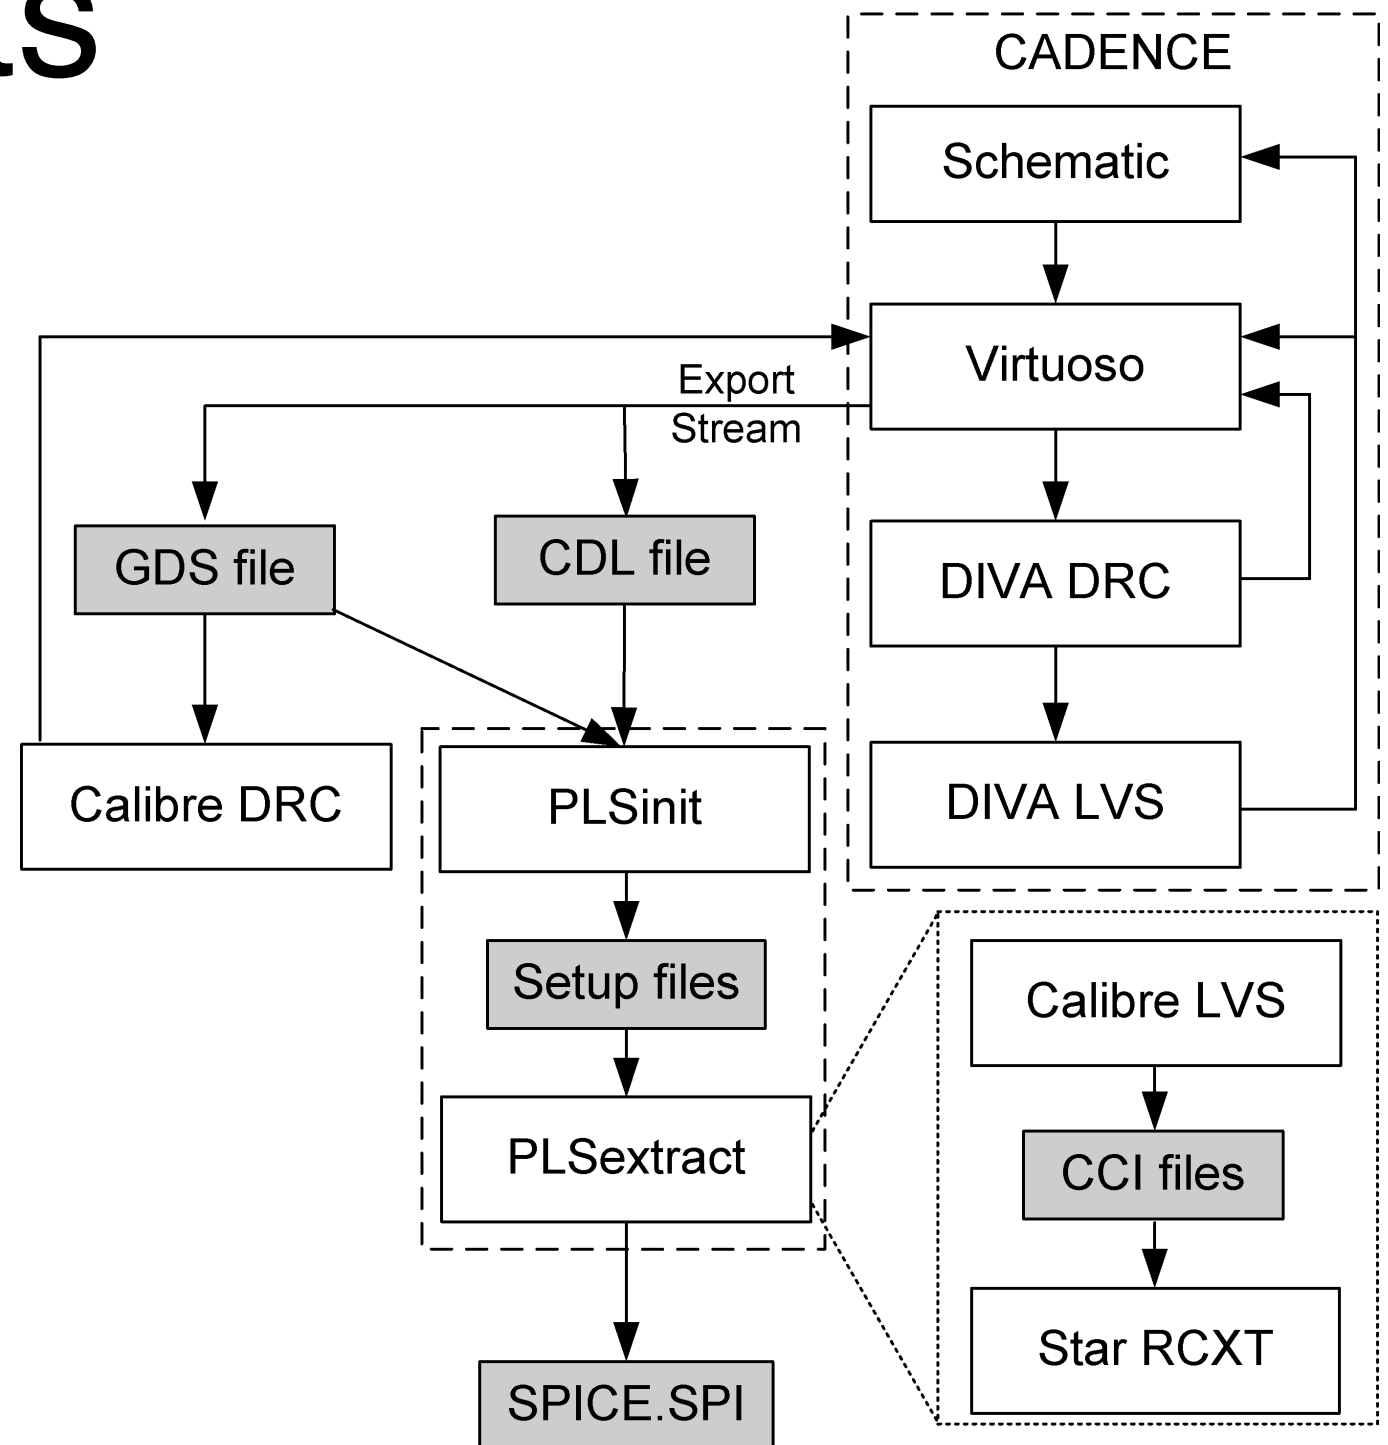 CADENCE
Schematic
Virtuoso
Export
Stream
GDS file
CDL file
DIVA DRC
Calibre DRC
PLSinit
DIVA LVS
Setup files
Calibre LVS
PLSextract
CCI files
Star RCXT
SPICE.SPI